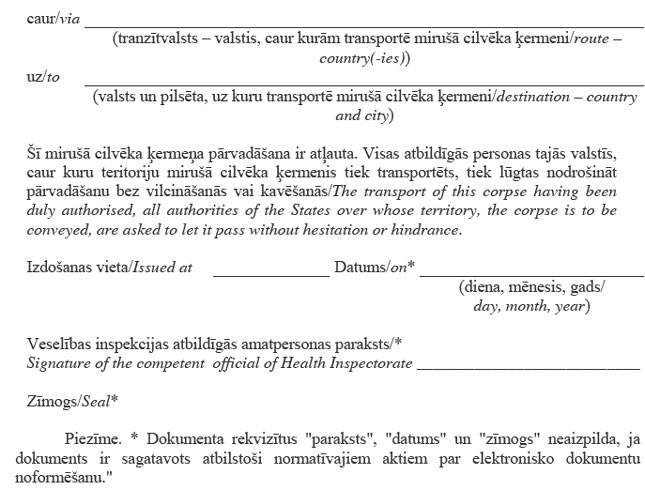 caur/via
(tranzītvalsts – valstis, caur kurām transportē mirušā cilvēka ķermeni/route –
country(-ies))
uz/to
(valsts un pilsēta, uz kuru transportē mirušā cilvēka ķermeni/destination – country
and city)
Šī mirušā cilvēka ķermeņa pārvadāšana ir atļauta. Visas atbildīgās personas tajās valstīs,
caur kuru teritoriju mirušā cilvēka ķermenis tiek transportēts, tiek lūgtas nodrošināt
pārvadāšanu bez vilcināšanās vai kavēšanās/The transport of this corpse having been
duly authorised, all authorities of the States over whose territory, the corpse is to be
conveyed, are asked to let it pass without hesitation or hindrance.
Izdošanas vieta/Issued at ______________ Datums/on*
(diena, mēnesis, gads/
day, month, year)
Veselības inspekcijas atbildīgās amatpersonas paraksts/*
Signature of the competent official of Health Inspectorate ___________________________
Zīmogs/Seal*
Piezīme. * Dokumenta rekvizītus "paraksts", "datums" un "zīmogs" neaizpilda, ja
dokuments ir sagatavots atbilstoši normatīvajiem aktiem par elektronisko dokumentu
noformēšanu."